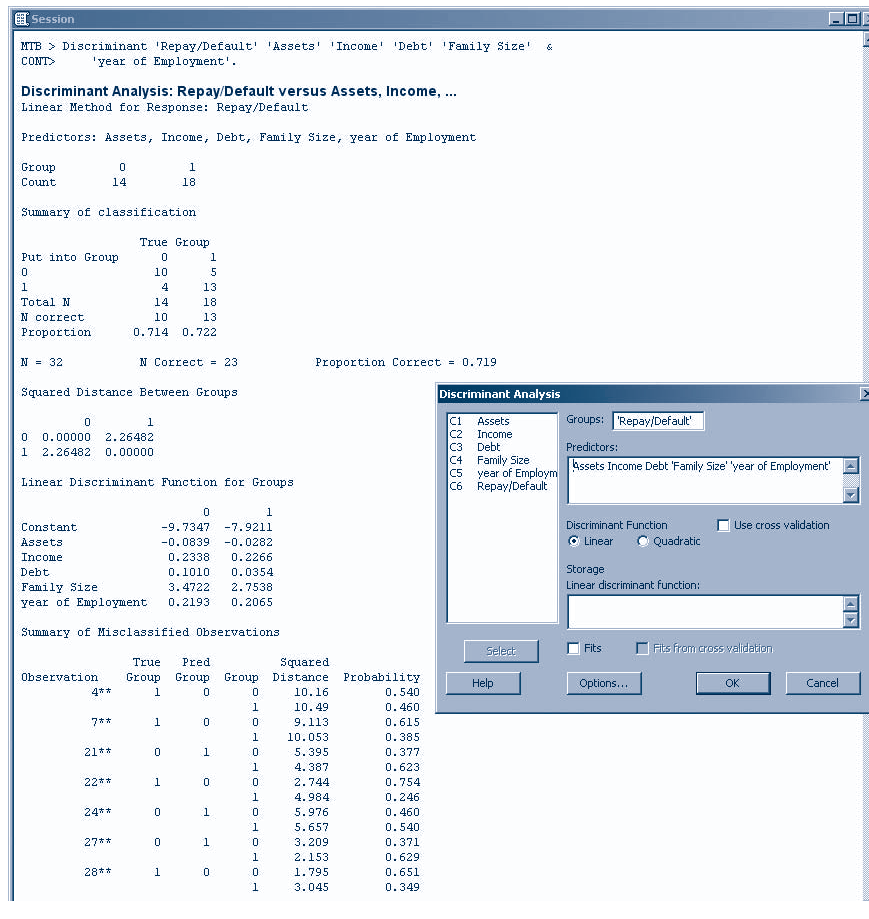 Session
MTB > Discriminant 'Repay/Default' 'Assets' 'Income' 'Debt' 'Family Size' &
CONT> 'year of Employment'.
Discriminant Analysis: Repay/Default versus Assets, Income, ...
Linear Method for Response: Repay/Default
Predictors: Assets, Income, Debt, Family Size, year of Employment
Group 0 1
Count 14 18
Summary of classification
True Group
Put into Group 0 1
0 10 5
1 4 13
Total N 14 18
N correct 10 13
Proportion 0.714 0.722
N = 32 N Correct = 23 Proportion Correct = 0.719
Squared Distance Between Groups
0 1
0 0.00000 2.26482
1 2.26482 0.00000
Linear Discriminant Function for Groups
0 1
Constant -9.7347 -7.9211
Assets -0.0839 -0.0282
Income 0.2338 0.2266
Debt 0.1010 0.0354
Family Size 3.4722 2.7538
year of Employment 0.2193 0.2065
Summary of Misclassified Observations
True Pred Squared
Observation Group Group Group Distance Probability
4** 1 0 0 10.16 0.540
1 10.49 0.460
7** 1 0 0 9.113 0.615
1 10.053 0.385
21** 0 1 0 5.395 0.377
1 4.387 0.623
22** 1 0 0 2.744 0.754
1 4.984 0.246
24** 0 1 0 5.976 0.460
1 5.657 0.540
27** 0 1 0 3.209 0.371
1 2.153 0.629
28** 1 0 0 1.795 0.651
1 3.045 0.349
Discriminant Analysis
C1 Assets
C2 Income
C3 Debt
C4 Family Size
C5 year of Employm
C6 Repay/Default
Groups: 'Repay/Default'
Predictors:
Assets Income Debt 'Family Size' 'year of Employment'
Discriminant Function
Use cross validation
Linear Quadratic
Storage
Linear discriminant function:
Fits Fits from cross validation
Select
Help Options... OK Cancel